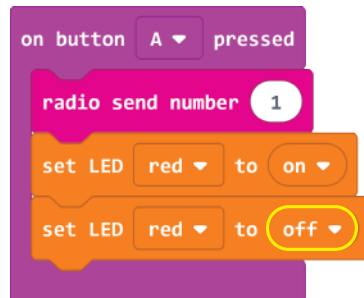 on button A pressed
radio send number 1
set LED red to on
set LED red to off